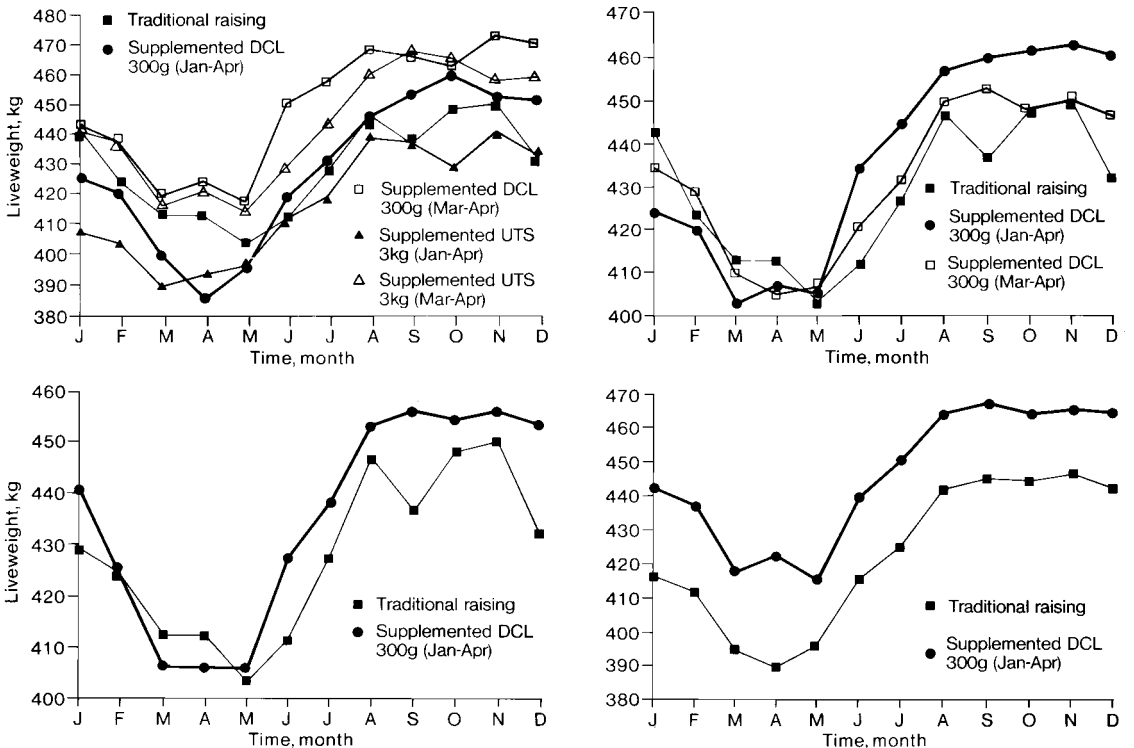 Liveweight, kg
480
470
460
450
440
430
420
410
400
390
380
Traditional raising
Supplemented DCL
300g (Jan-Apr)
Supplemented DCL
300g (Mar-Apr)
Supplemented UTS
3kg (Jan-Apr)
Supplemented UTS
3kg (Mar-Apr)
J F M A M J J A S O N D
Time, month
470
460
450
440
430
420
410
400
Traditional raising
Supplemented DCL
300g (Jan-Apr)
Supplemented DCL
300g (Mar-Apr)
J F M A M J J A S O N D
Time, month
Liveweight, kg
460
450
440
430
420
410
400
Traditional raising
Supplemented DCL
300g (Jan-Apr)
J F M A M J J A S O N D
Time, month
470
460
450
440
430
420
410
400
390
380
Traditional raising
Supplemented DCL
300g (Jan-Apr)
J F M A M J J A S O N D
Time, month